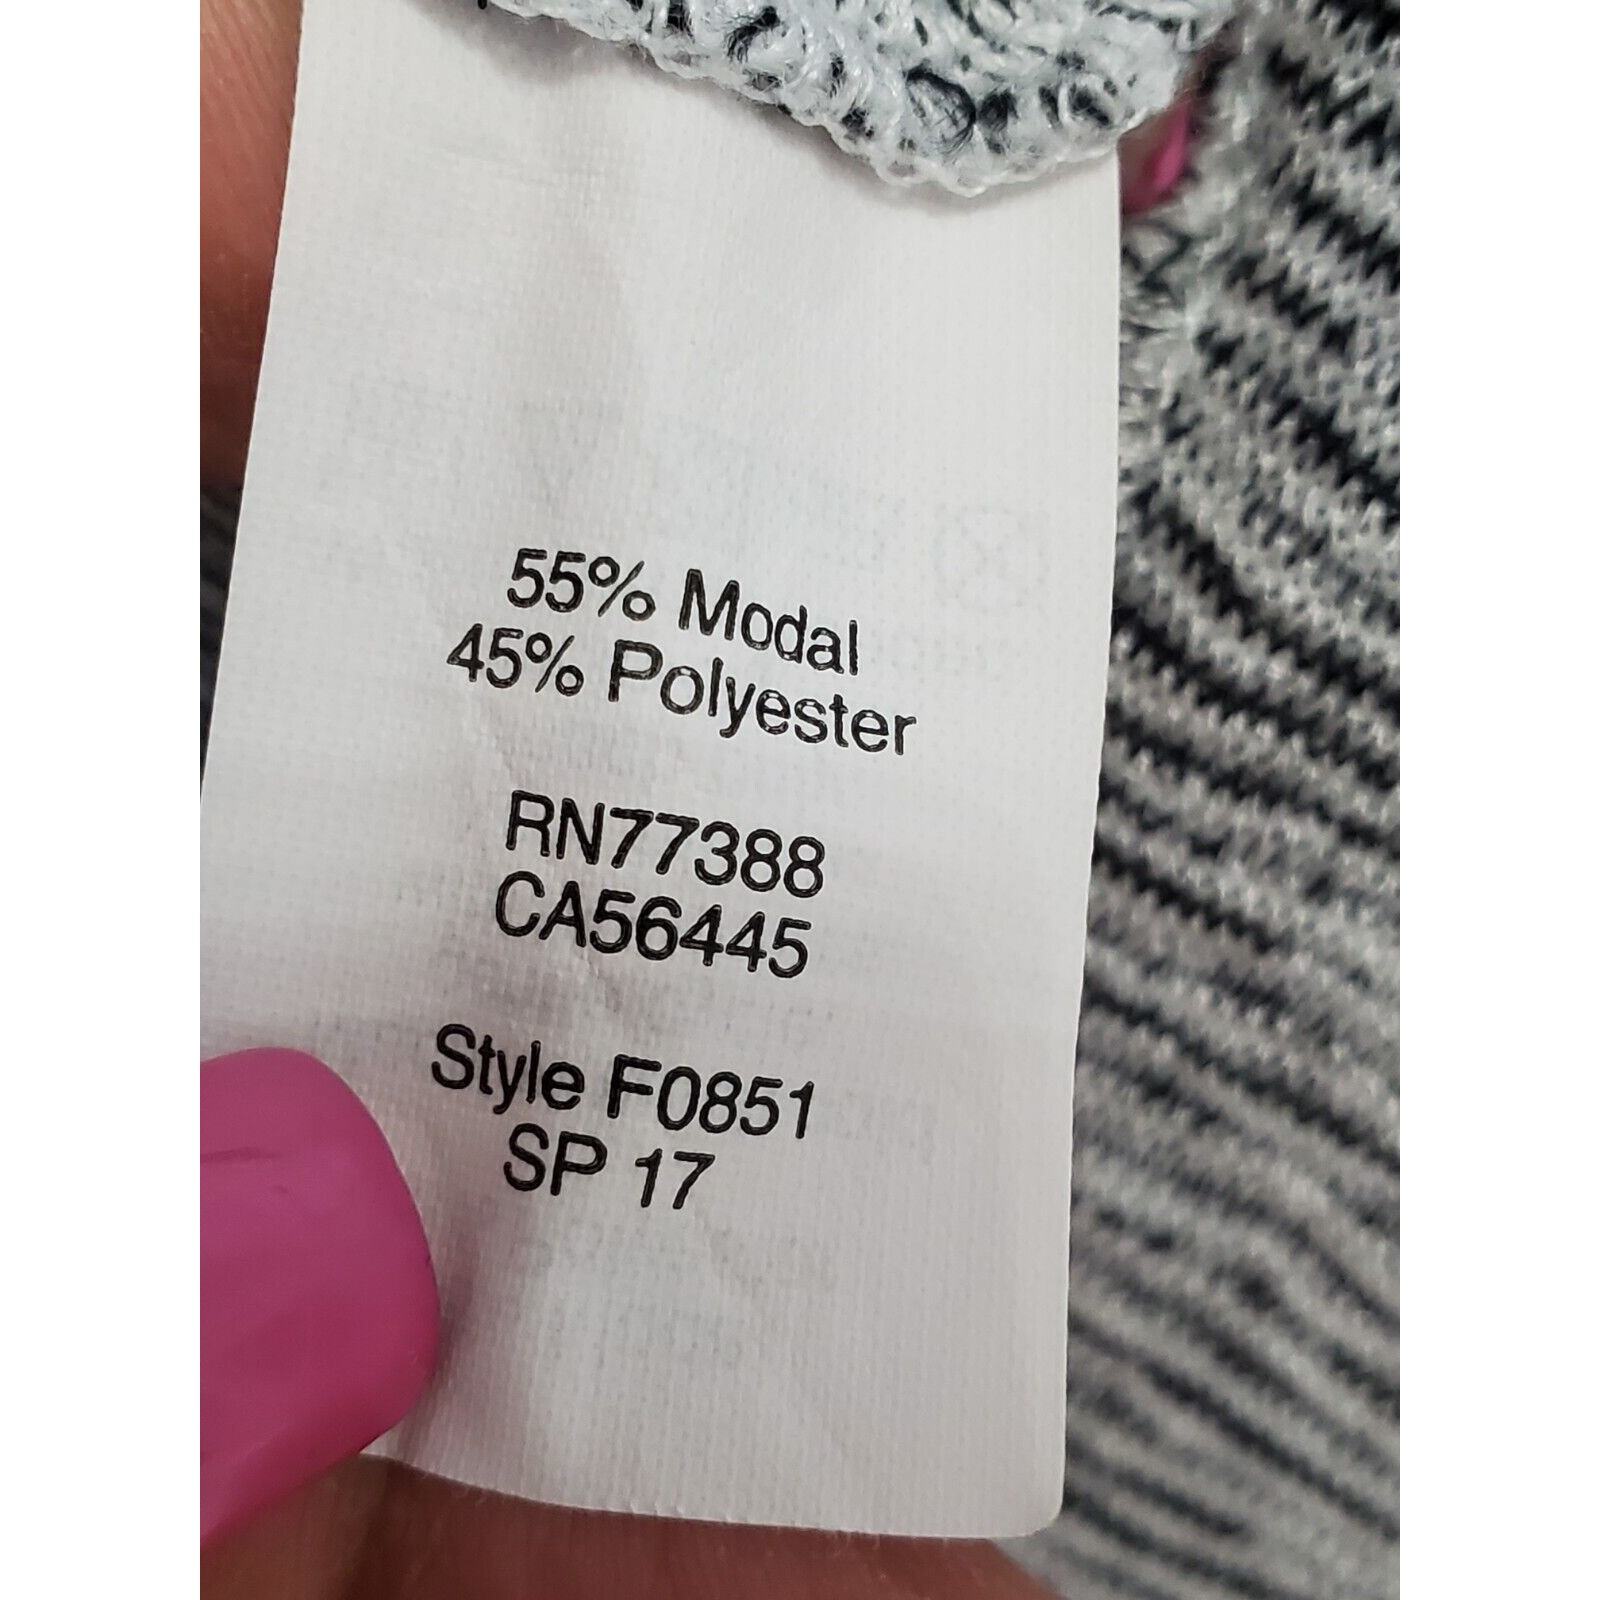 55% Modal
45% Polyester
RN77388
CA56445
Style F0851
SP 17